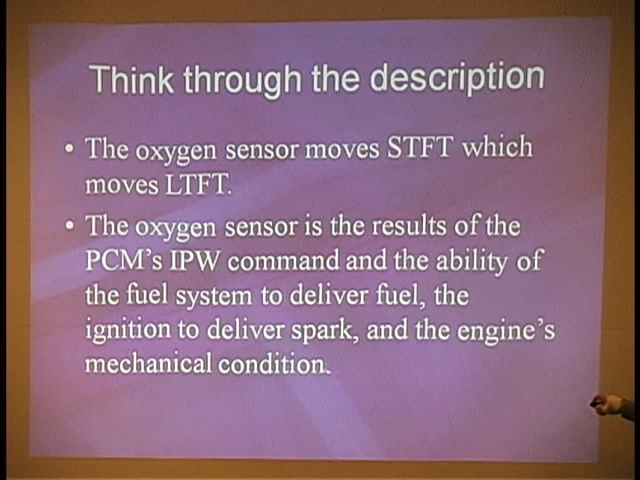 Think through the description
• The oxygen sensor moves STFT which
moves LTFT.
• The oxygen sensor is the results of the
PCM's IPW command and the ability of
the fuel system to deliver fuel, the
ignition to deliver spark, and the engine's
mechanical condition.